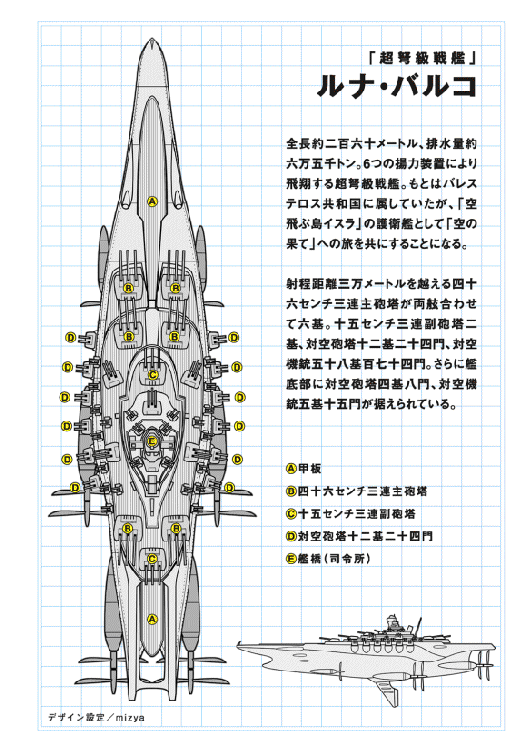 「超弩級戦艦」
ルナ・バルコ
全長約二百六十メートル、排水量約
六万五千トン。6つの揚力装置により
飛翔する超弩級戦艦。もとはバレス
テロス共和国に属していたが、「空
飛ぶ島イスラ」の護衛艦として「空の
果て」への旅を共にすることになる。
射程距離三万メートルを越える四十
六センチ三連主砲塔が両舷合わせ
て六基。十五センチ三連副砲塔二
基、対空砲塔十二基二十四門、対空
機銃五十八基百七十四門。さらに艦
底部に対空砲塔四基八門、対空機
銃五基十五門が据えられている。
Ⓐ甲板
Ⓑ四十六センチ三連主砲塔
Ⓒ十五センチ三連副砲塔
Ⓓ対空砲塔十二基二十四門
Ⓔ艦橋(司令所)
A
B
B
B
B
D
D
C
D
D
D
D
D
D
E
D
D
D
D
B
B
C
A
デザイン設定/mizya